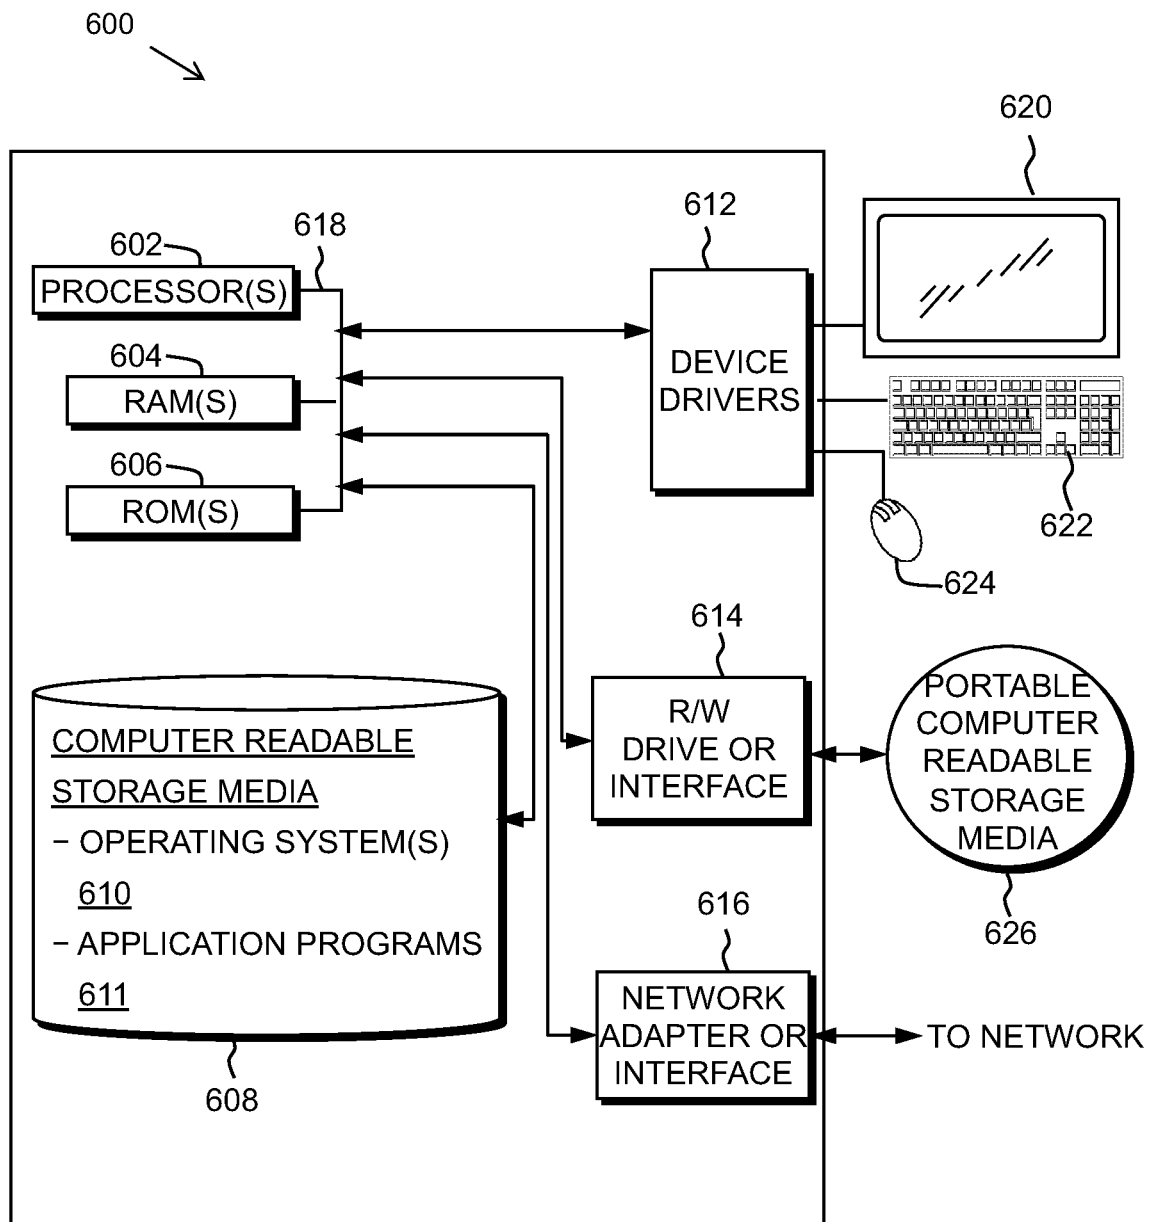 600
620
612
618
602
PROCESSOR(S)
604
RAM(S)
606
ROM(S)
DEVICE
DRIVERS
622
624
614
R/W
DRIVE OR
INTERFACE
PORTABLE
COMPUTER
READABLE
STORAGE
MEDIA
626
COMPUTER READABLE
STORAGE MEDIA
– OPERATING SYSTEM(S)
610
– APPLICATION PROGRAMS
611
608
616
NETWORK
ADAPTER OR
INTERFACE
TO NETWORK